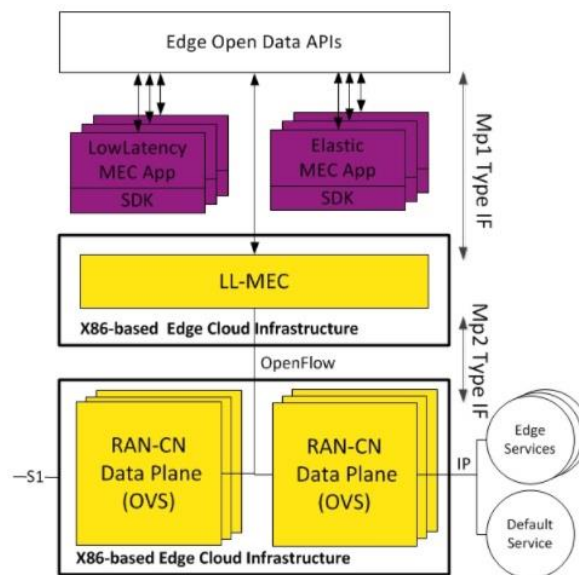 Edge Open Data APIs
LowLatency
MEC App
SDK
Elastic
MEC App
SDK
Mp1 Type IF
LL-MEC
X86-based Edge Cloud Infrastructure
OpenFlow
Mp2 Type IF
RAN-CN
Data Plane
(OVS)
RAN-CN
Data Plane
(OVS)
S1
IP
Edge
Services
Default
Service
X86-based Edge Cloud Infrastructure